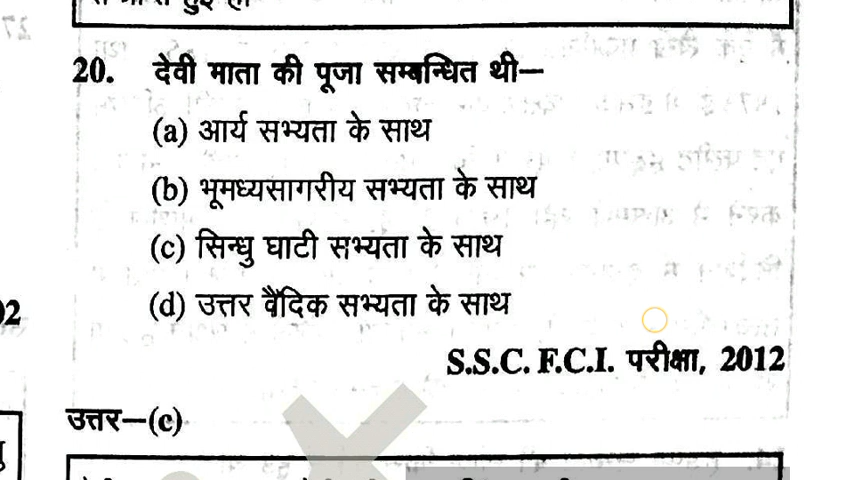 20. देवी माता की पूजा सम्बन्धित थी—
(a) आर्य सभ्यता के साथ
(b) भूमध्यसागरीय सभ्यता के साथ
(c) सिन्धु घाटी सभ्यता के साथ
(d) उत्तर वैदिक सभ्यता के साथ
S.S.C. F.C.I. परीक्षा, 2012
उत्तर—(c)